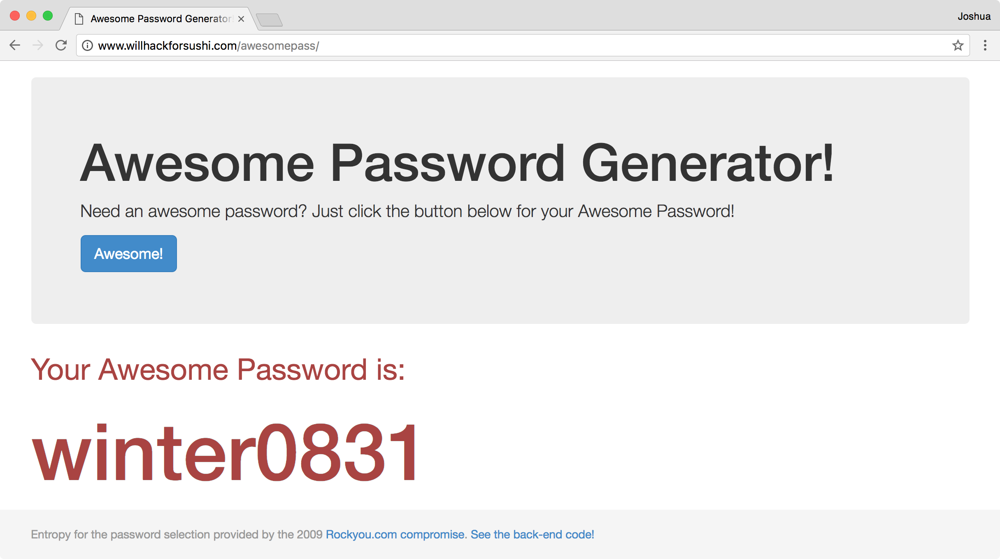 Awesome Password Generator!
Joshua
www.willhackforsushi.com/awesomepass/
Awesome Password Generator!
Need an awesome password? Just click the button below for your Awesome Password!
Awesome!
Your Awesome Password is:
winter0831
Entropy for the password selection provided by the 2009 Rockyou.com compromise. See the back-end code!